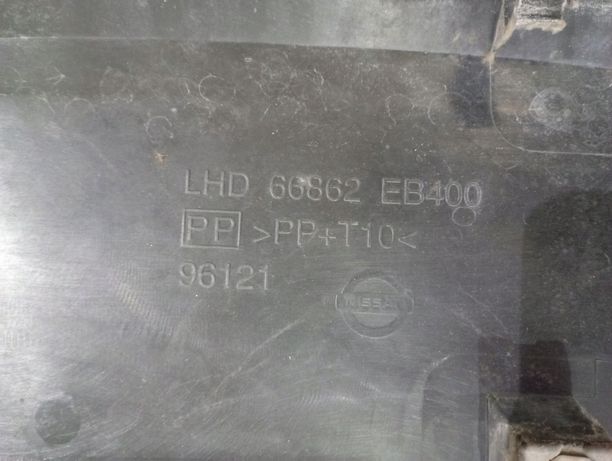 LHD 66862 EB400
PP >PP+T10<
96121
NISSAN